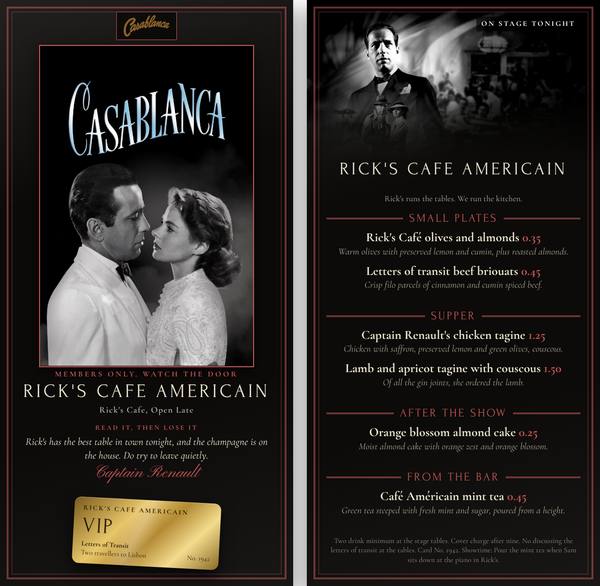 Casablanca
CASABLANCA
MEMBERS ONLY, WATCH THE DOOR
RICK'S CAFE AMERICAIN
Rick's Cafe, Open Late
READ IT, THEN LOSE IT
Rick's has the best table in town tonight, and the champagne is on
the house. Do try to leave quietly.
Captain Renault
RICK'S CAFE AMERICAIN
VIP
Letters of Transit
Two travellers to Lisbon
No. 1942
ON STAGE TONIGHT
RICK'S CAFE AMERICAIN
Rick's runs the tables. We run the kitchen.
SMALL PLATES
Rick's Café olives and almonds 0.35
Warm olives with preserved lemon and cumin, plus roasted almonds.
Letters of transit beef briouats 0.45
Crisp filo parcels of cinnamon and cumin spiced beef.
SUPPER
Captain Renault's chicken tagine 1.25
Chicken with saffron, preserved lemon and green olives, couscous.
Lamb and apricot tagine with couscous 1.50
Of all the gin joints, she ordered the lamb.
AFTER THE SHOW
Orange blossom almond cake 0.25
Moist almond cake with orange zest and orange blossom.
FROM THE BAR
Café Américain mint tea 0.45
Green tea steeped with fresh mint and sugar, poured from a height.
Two drink minimum at the stage tables. Cover charge after nine. No discussing the
letters of transit at the tables. Card No. 1942. Showtime: Pour the mint tea when Sam
sits down at the piano in Rick's.